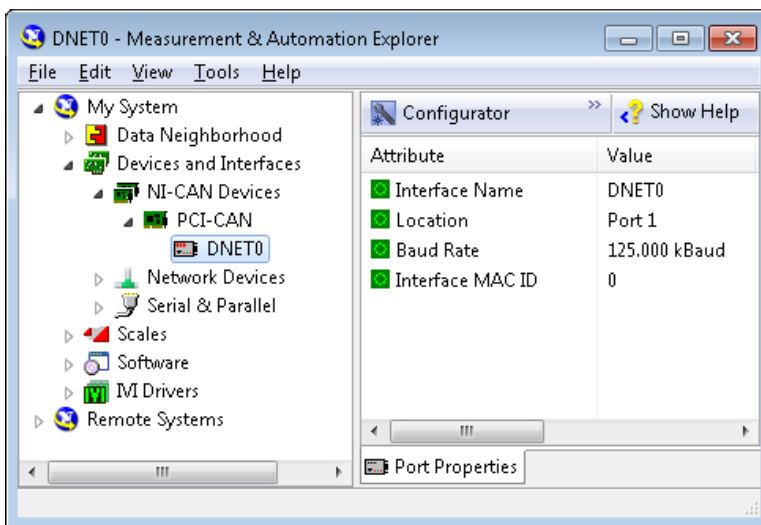 DNET0 - Measurement & Automation Explorer
File Edit View Tools Help
My System
Data Neighborhood
Devices and Interfaces
NI-CAN Devices
PCI-CAN
DNET0
Network Devices
Serial & Parallel
Scales
Software
IVI Drivers
Remote Systems
Configurator » Show Help
Attribute Value
Interface Name DNET0
Location Port 1
Baud Rate 125.000 kBaud
Interface MAC ID 0
Port Properties